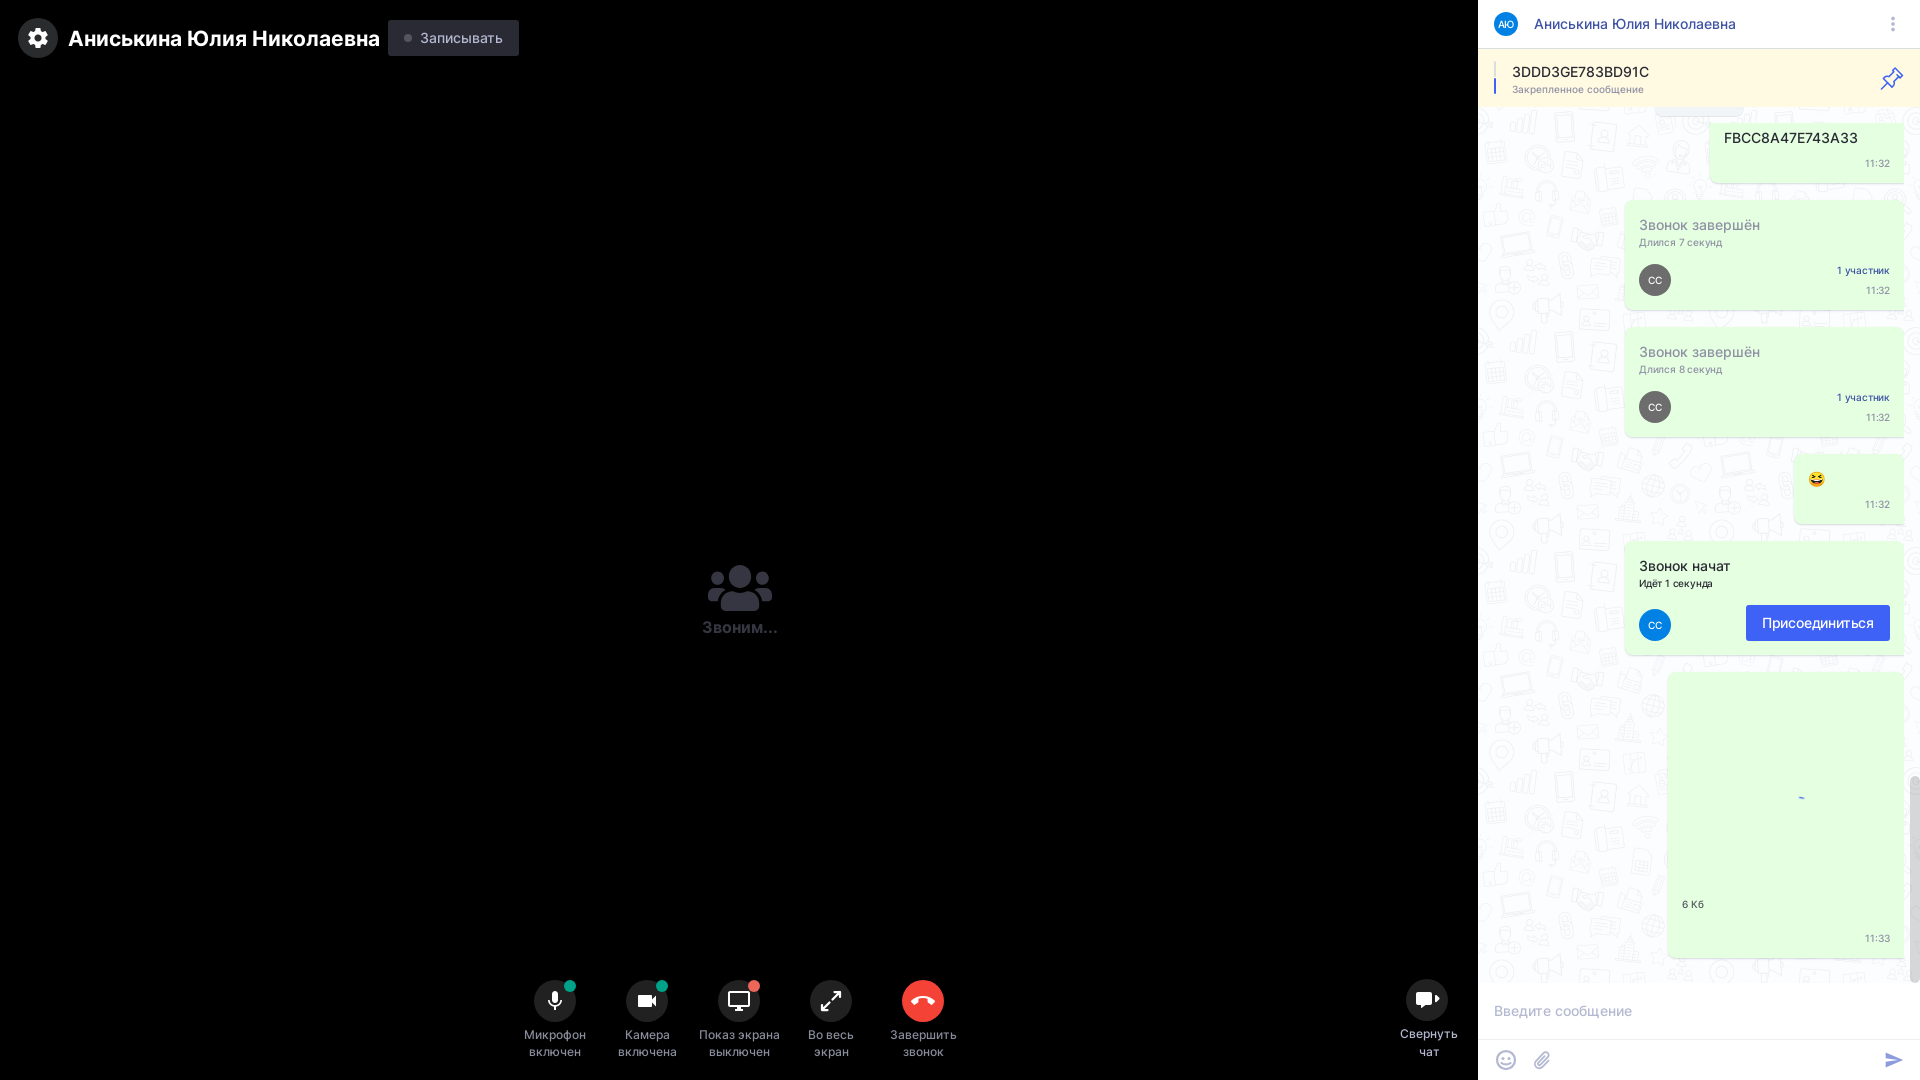 Аниськина Юлия Николаевна
Записывать
Звоним...
Микрофон
включен
Камера
включена
Показ экрана
выключен
Во весь
экран
Завершить
звонок
Свернуть
чат
АЮ
Аниськина Юлия Николаевна
3DDD3GE783BD91C
Закрепленное сообщение
FBCC8A47E743A33
11:32
Звонок завершён
Длился 7 секунд
СС
1 участник
11:32
Звонок завершён
Длился 8 секунд
СС
1 участник
11:32
😆
11:32
Звонок начат
Идёт 1 секунда
СС
Присоединиться
6 Кб
11:33
Введите сообщение